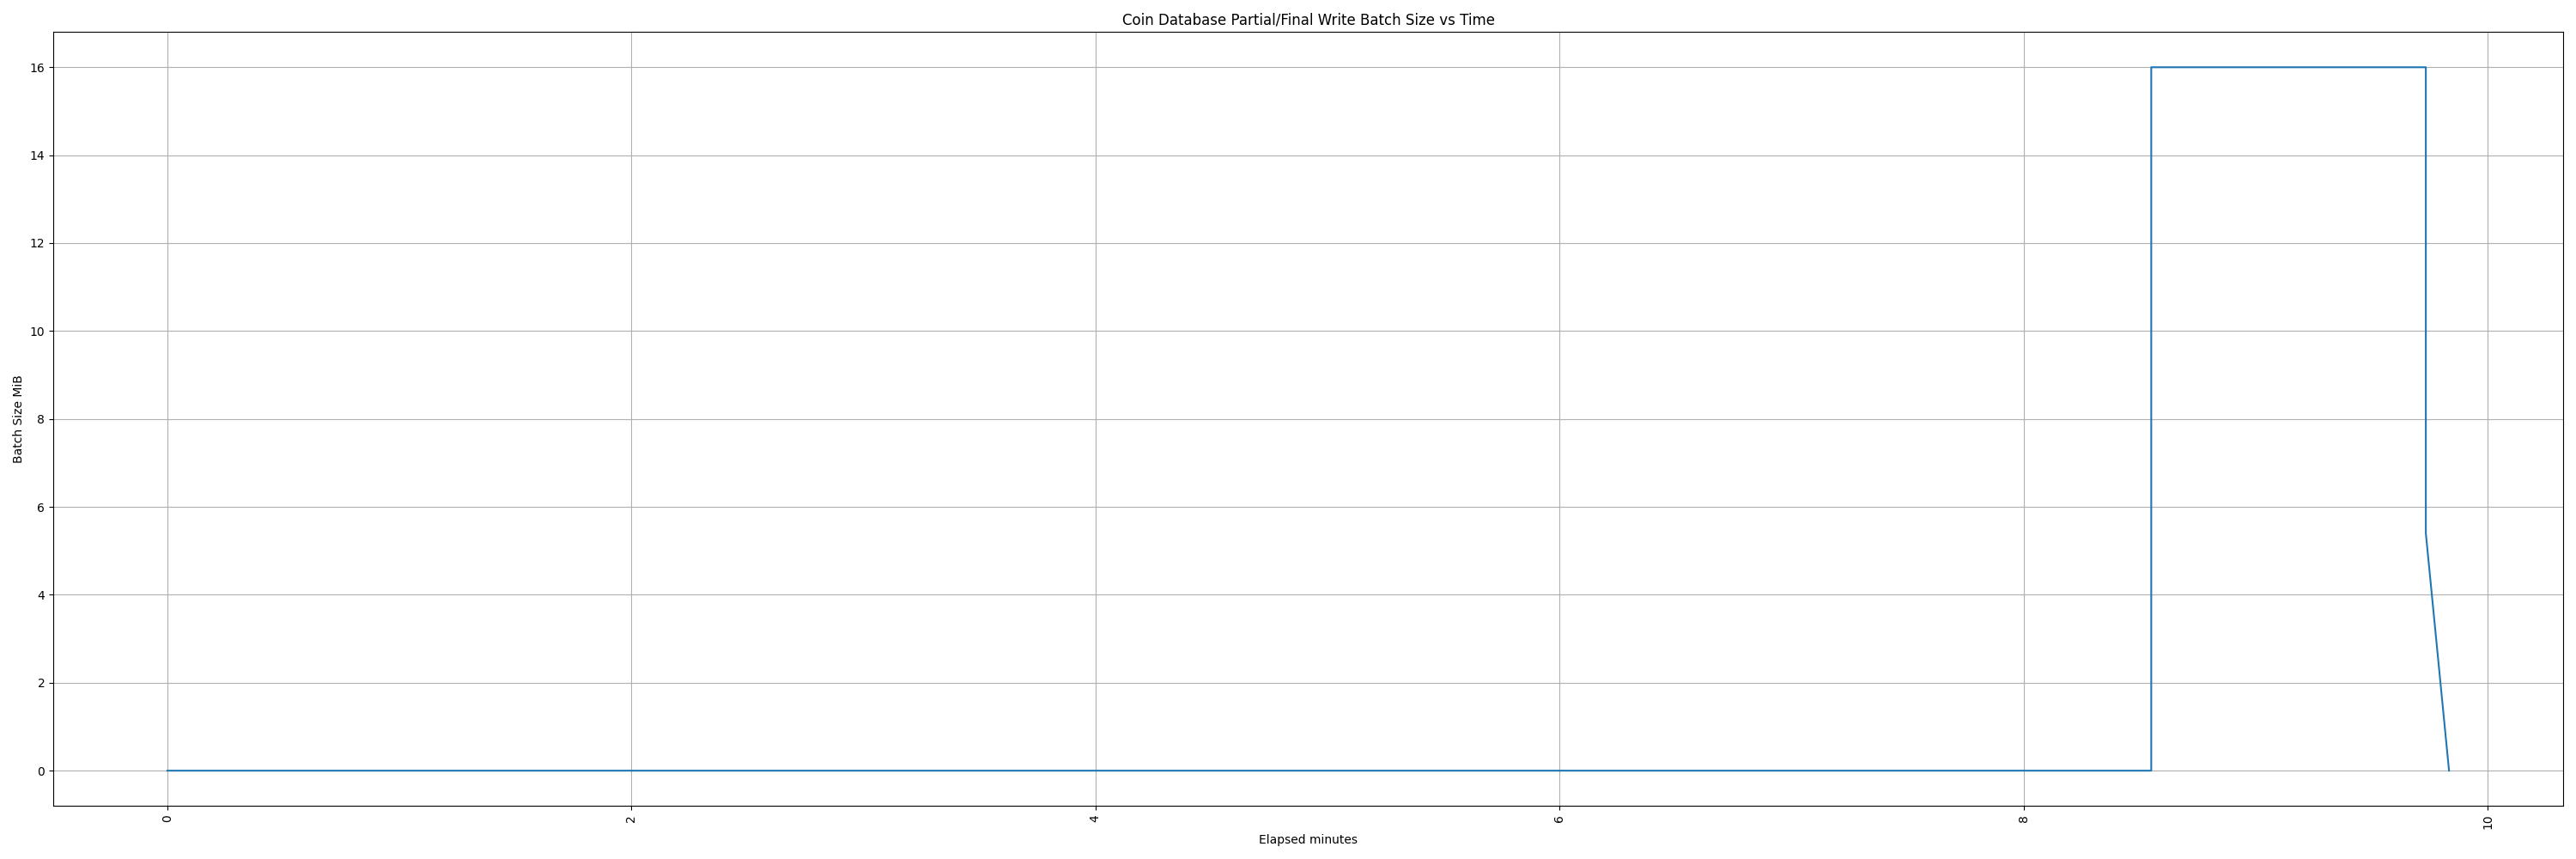 Coin Database Partial/Final Write Batch Size vs Time
16
14
12
10
8
6
4
2
0
Batch Size MiB
0 2 4 6 8 10
Elapsed minutes